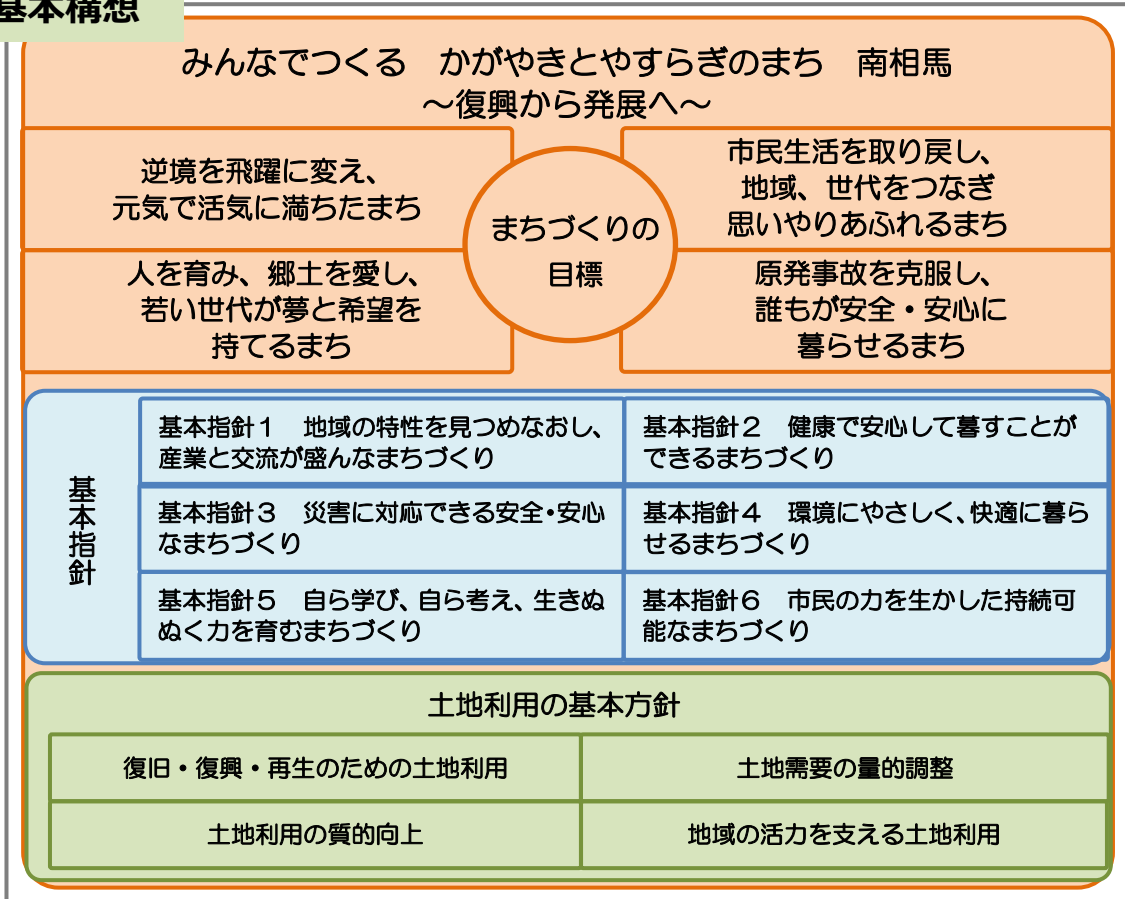 基本構想
みんなでつくる　かがやきとやすらぎのまち　南相馬
～復興から発展へ～
逆境を飛躍に変え、
元気で活気に満ちたまち
市民生活を取り戻し、
地域、世代をつなぎ
思いやりあふれるまち
まちづくりの
目標
人を育み、郷土を愛し、
若い世代が夢と希望を
持てるまち
原発事故を克服し、
誰もが安全・安心に
暮らせるまち
基本指針
基本指針１　地域の特性を見つめなおし、
産業と交流が盛んなまちづくり
基本指針２　健康で安心して暮すことが
できるまちづくり
基本指針３　災害に対応できる安全・安心
なまちづくり
基本指針４　環境にやさしく、快適に暮ら
せるまちづくり
基本指針５　自ら学び、自ら考え、生きぬ
ぬく力を育むまちづくり
基本指針６　市民の力を生かした持続可
能なまちづくり
土地利用の基本方針
復旧・復興・再生のための土地利用
土地需要の量的調整
土地利用の質的向上
地域の活力を支える土地利用